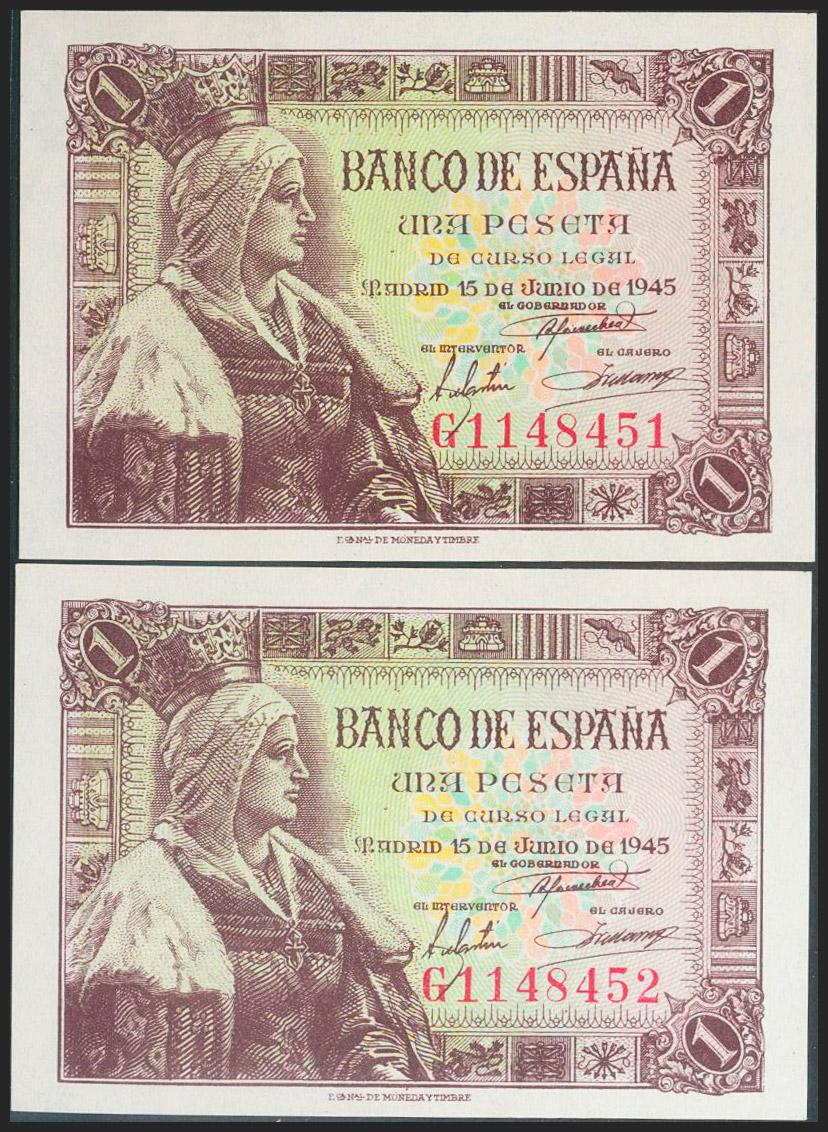 1
1
BANCO DE ESPAÑA
UNA PESETA
DE CURSO LEGAL
MADRID 15 DE JUNIO DE 1945
EL GOBERNADOR
EL INTERVENTOR EL CAJERO
G1148451
1
DE MONEDA Y TIMBRE
1
1
BANCO DE ESPAÑA
UNA PESETA
DE CURSO LEGAL
MADRID 15 DE JUNIO DE 1945
EL GOBERNADOR
EL INTERVENTOR EL CAJERO
G1148452
1
DE MONEDA Y TIMBRE